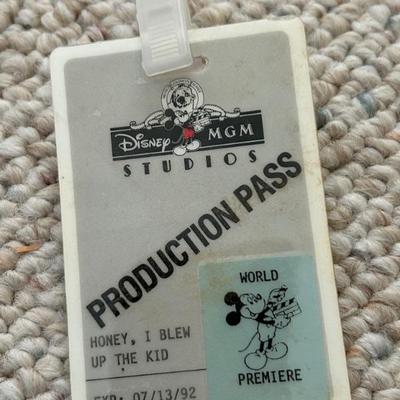 Disney MGM
STUDIOS
PRODUCTION PASS
WORLD
PREMIERE
HONEY, I BLEW
UP THE KID
EXP. 07/13/92